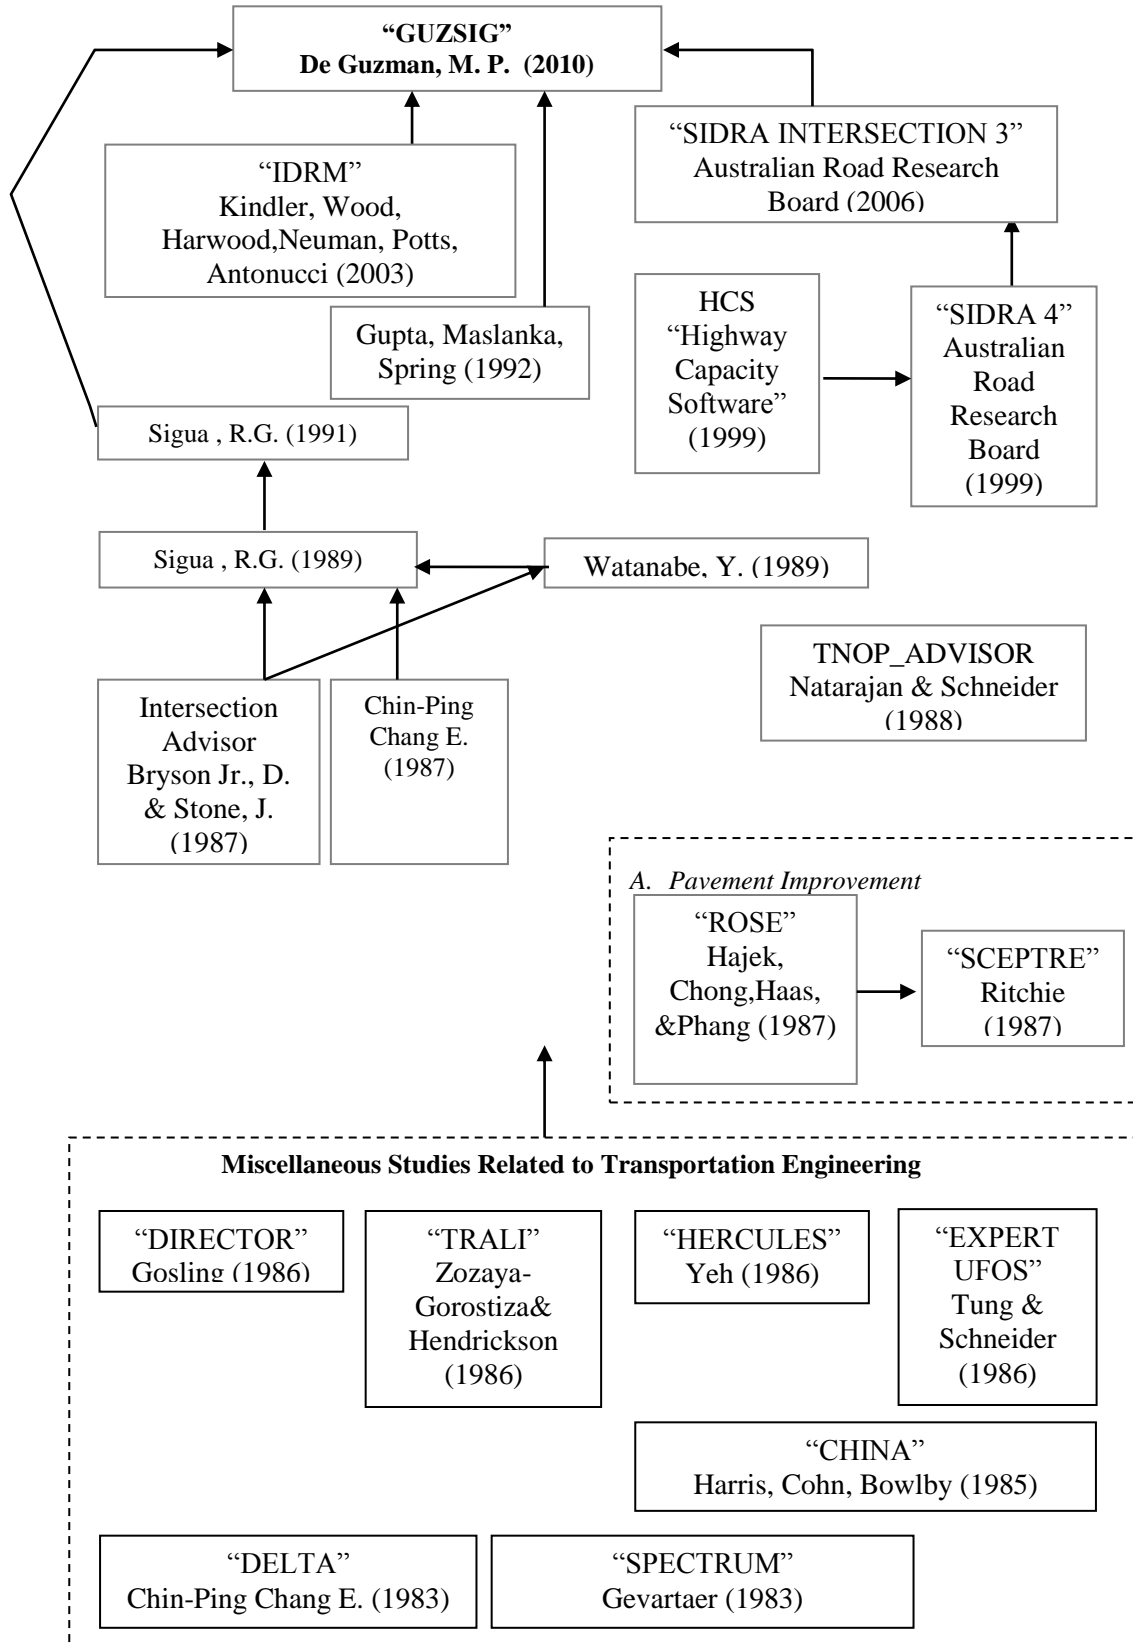 “GUZSIG”
De Guzman, M. P.  (2010)
“SIDRA INTERSECTION 3”
Australian Road Research
Board (2006)
“IDRM”
Kindler, Wood,
Harwood,Neuman, Potts,
Antonucci (2003)
HCS
“Highway
Capacity
Software”
(1999)
“SIDRA 4”
Australian
Road
Research
Board
(1999)
Gupta, Maslanka,
Spring (1992)
Sigua , R.G. (1991)
Sigua , R.G. (1989)
Watanabe, Y. (1989)
TNOP_ADVISOR
Natarajan & Schneider
(1988)
Intersection
Advisor
Bryson Jr., D.
& Stone, J.
(1987)
Chin-Ping
Chang E.
(1987)
A. Pavement Improvement
“ROSE”
Hajek,
Chong,Haas,
&Phang (1987)
“SCEPTRE”
Ritchie
(1987)
Miscellaneous Studies Related to Transportation Engineering
“DIRECTOR”
Gosling (1986)
“TRALI”
Zozaya-
Gorostiza&
Hendrickson
(1986)
“HERCULES”
Yeh (1986)
“EXPERT
UFOS”
Tung &
Schneider
(1986)
“CHINA”
Harris, Cohn, Bowlby (1985)
“DELTA”
Chin-Ping Chang E. (1983)
“SPECTRUM”
Gevartaer (1983)